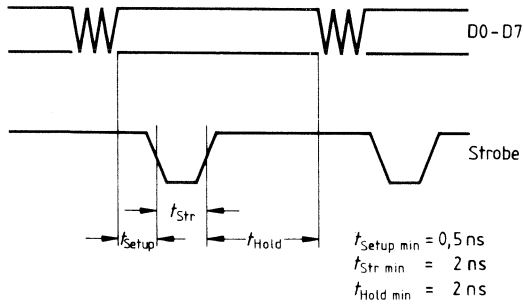 D0-D7
Strobe
tStr
tSetup
tHold
tSetup min = 0,5 ns
tStr min = 2 ns
tHold min = 2 ns